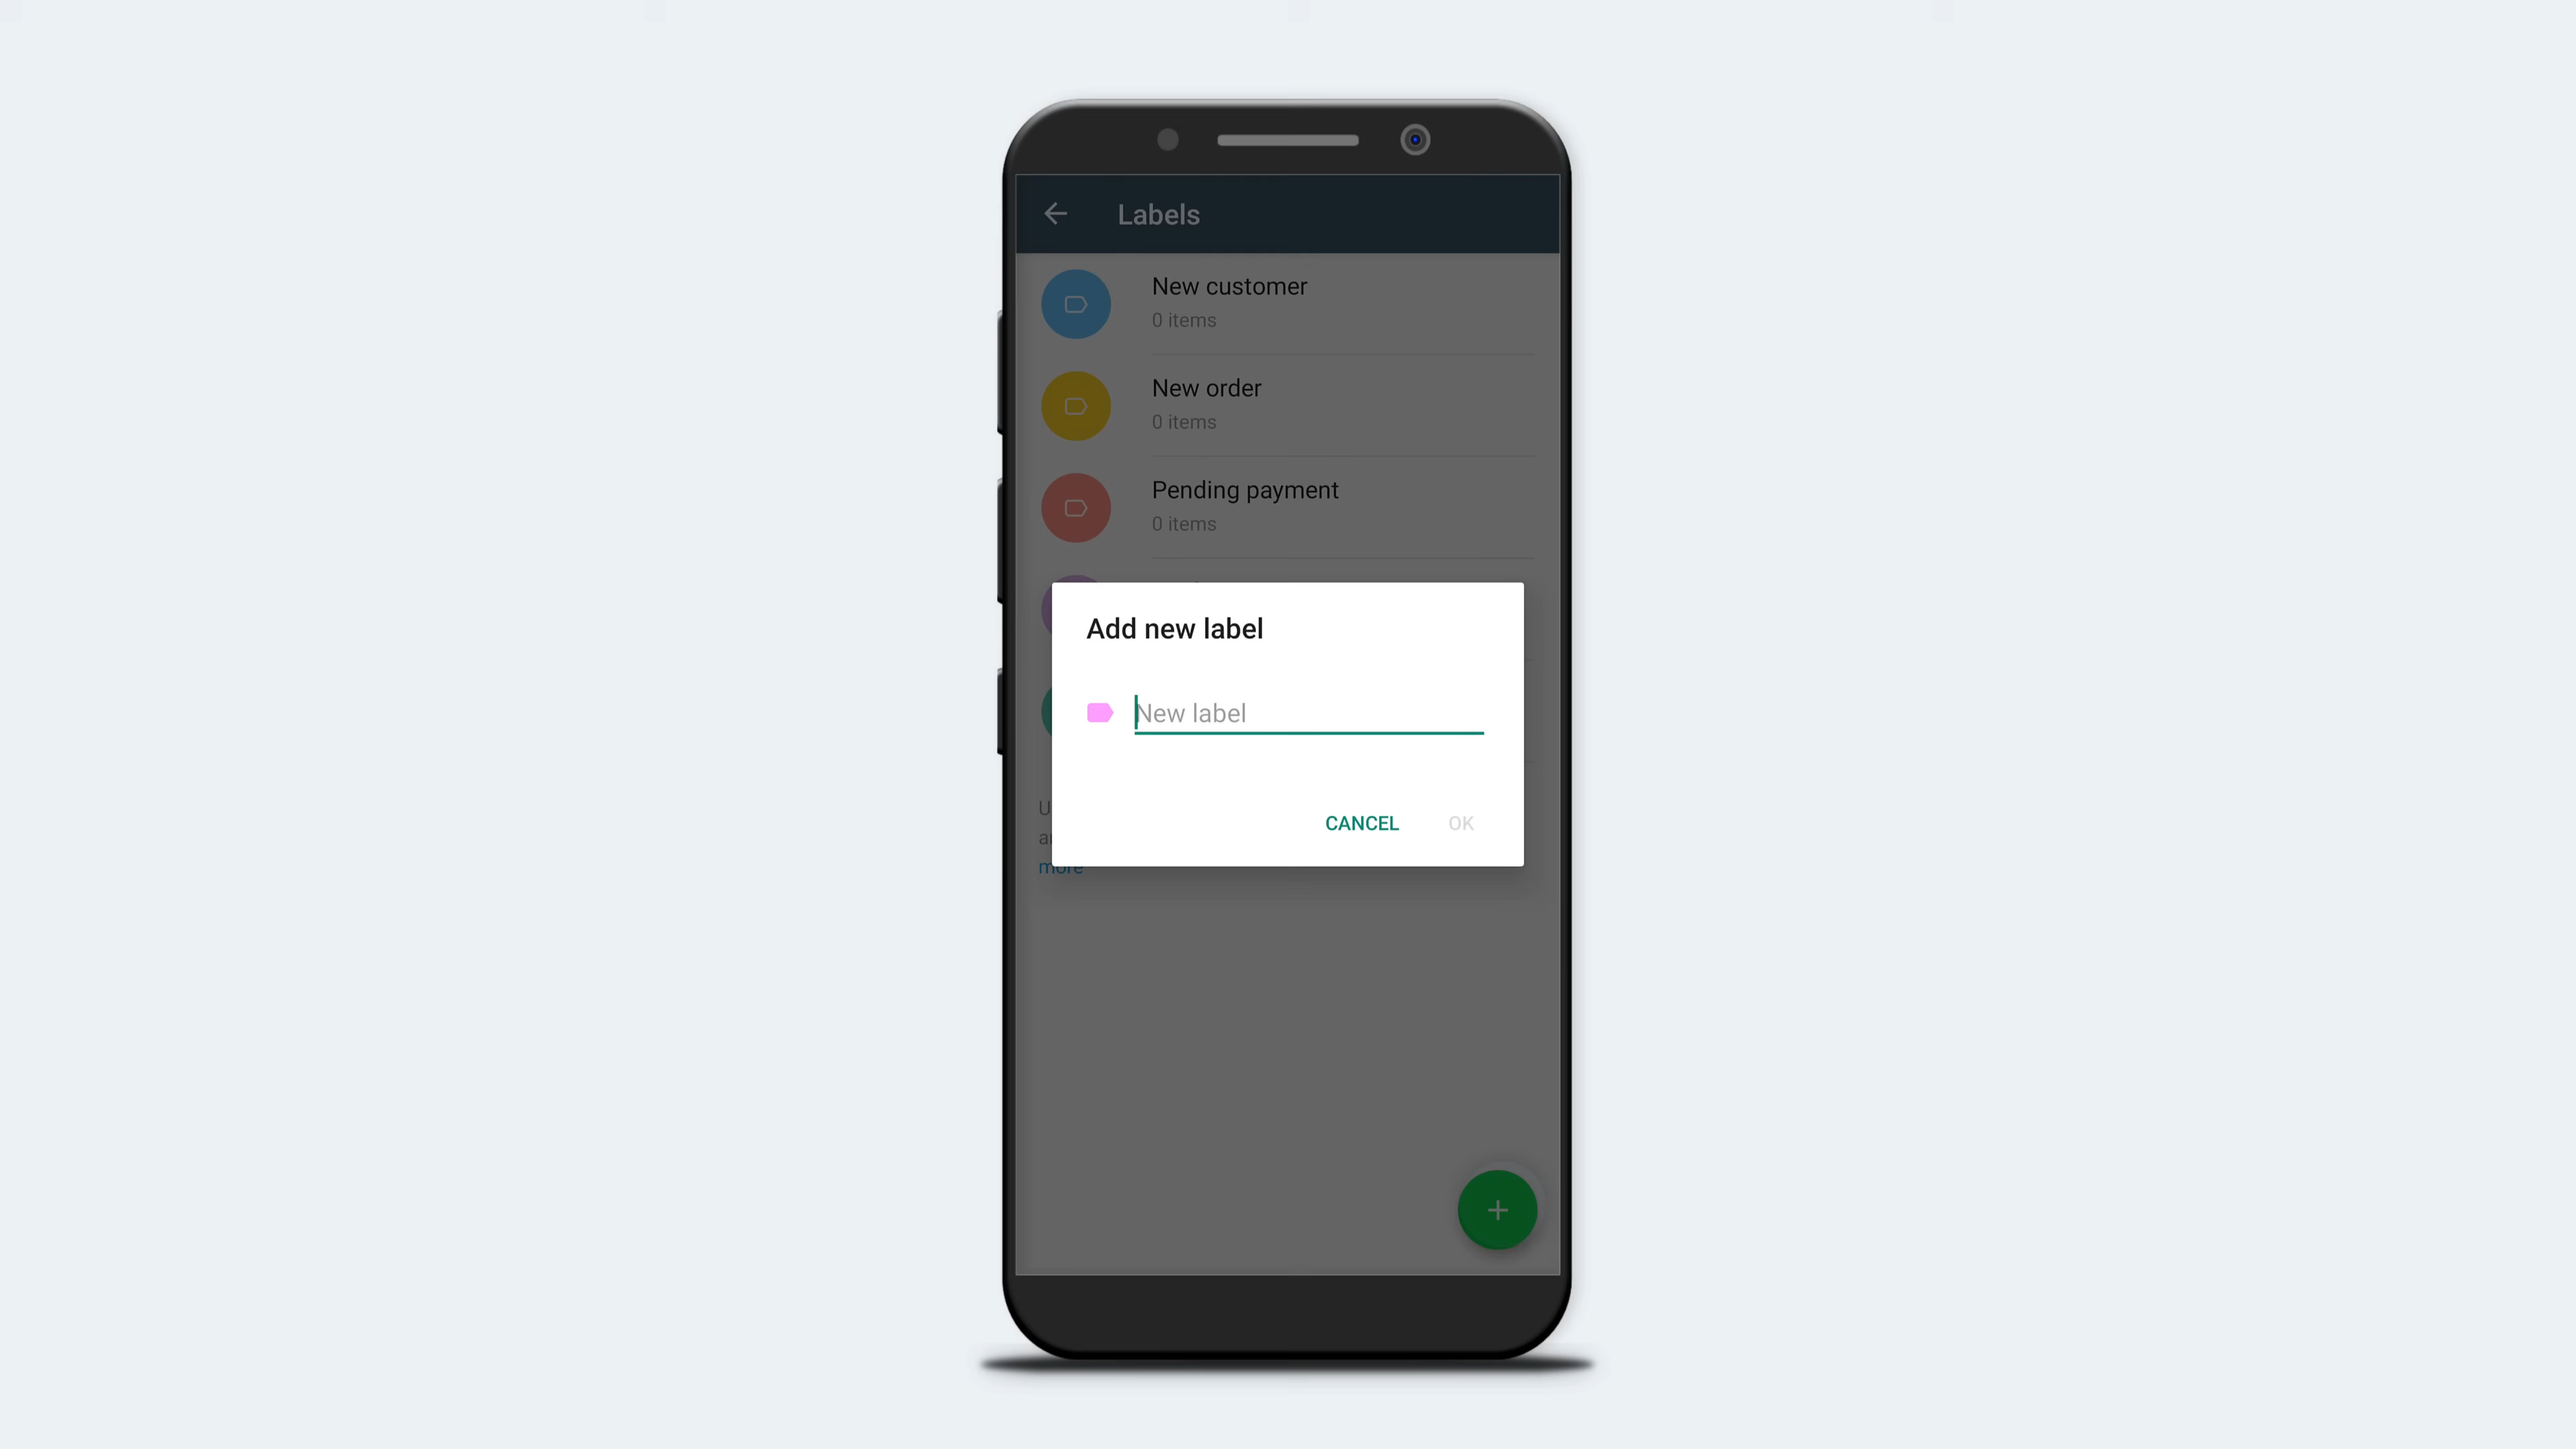 Labels
New customer
0 items
New order
0 items
Pending payment
0 items
Add new label
New label
CANCEL OK
more